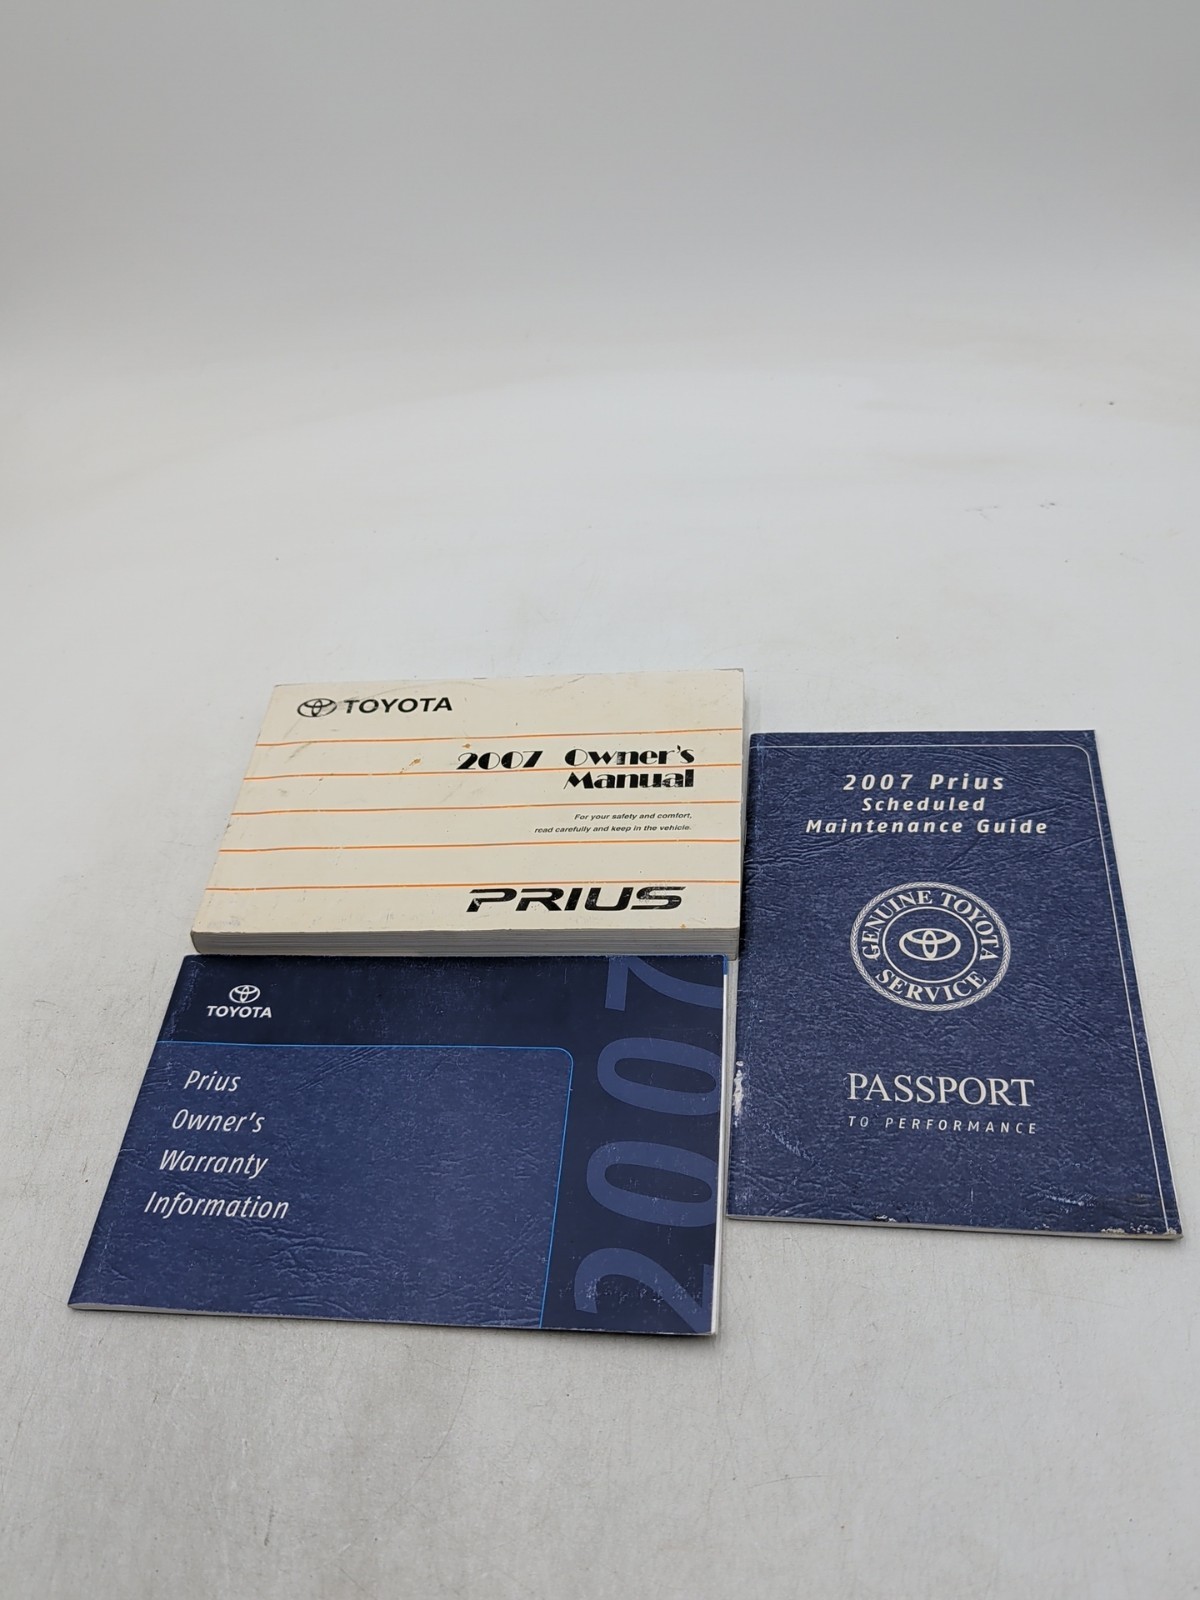 TOYOTA
2007 Owner's
Manual
For your safety and comfort,
read carefully and keep in the vehicle.
PRIUS
2007 Prius
Scheduled
Maintenance Guide
GENUINE TOYOTA
SERVICE
PASSPORT
TO PERFORMANCE
TOYOTA
Prius
Owner's
Warranty
Information
2007